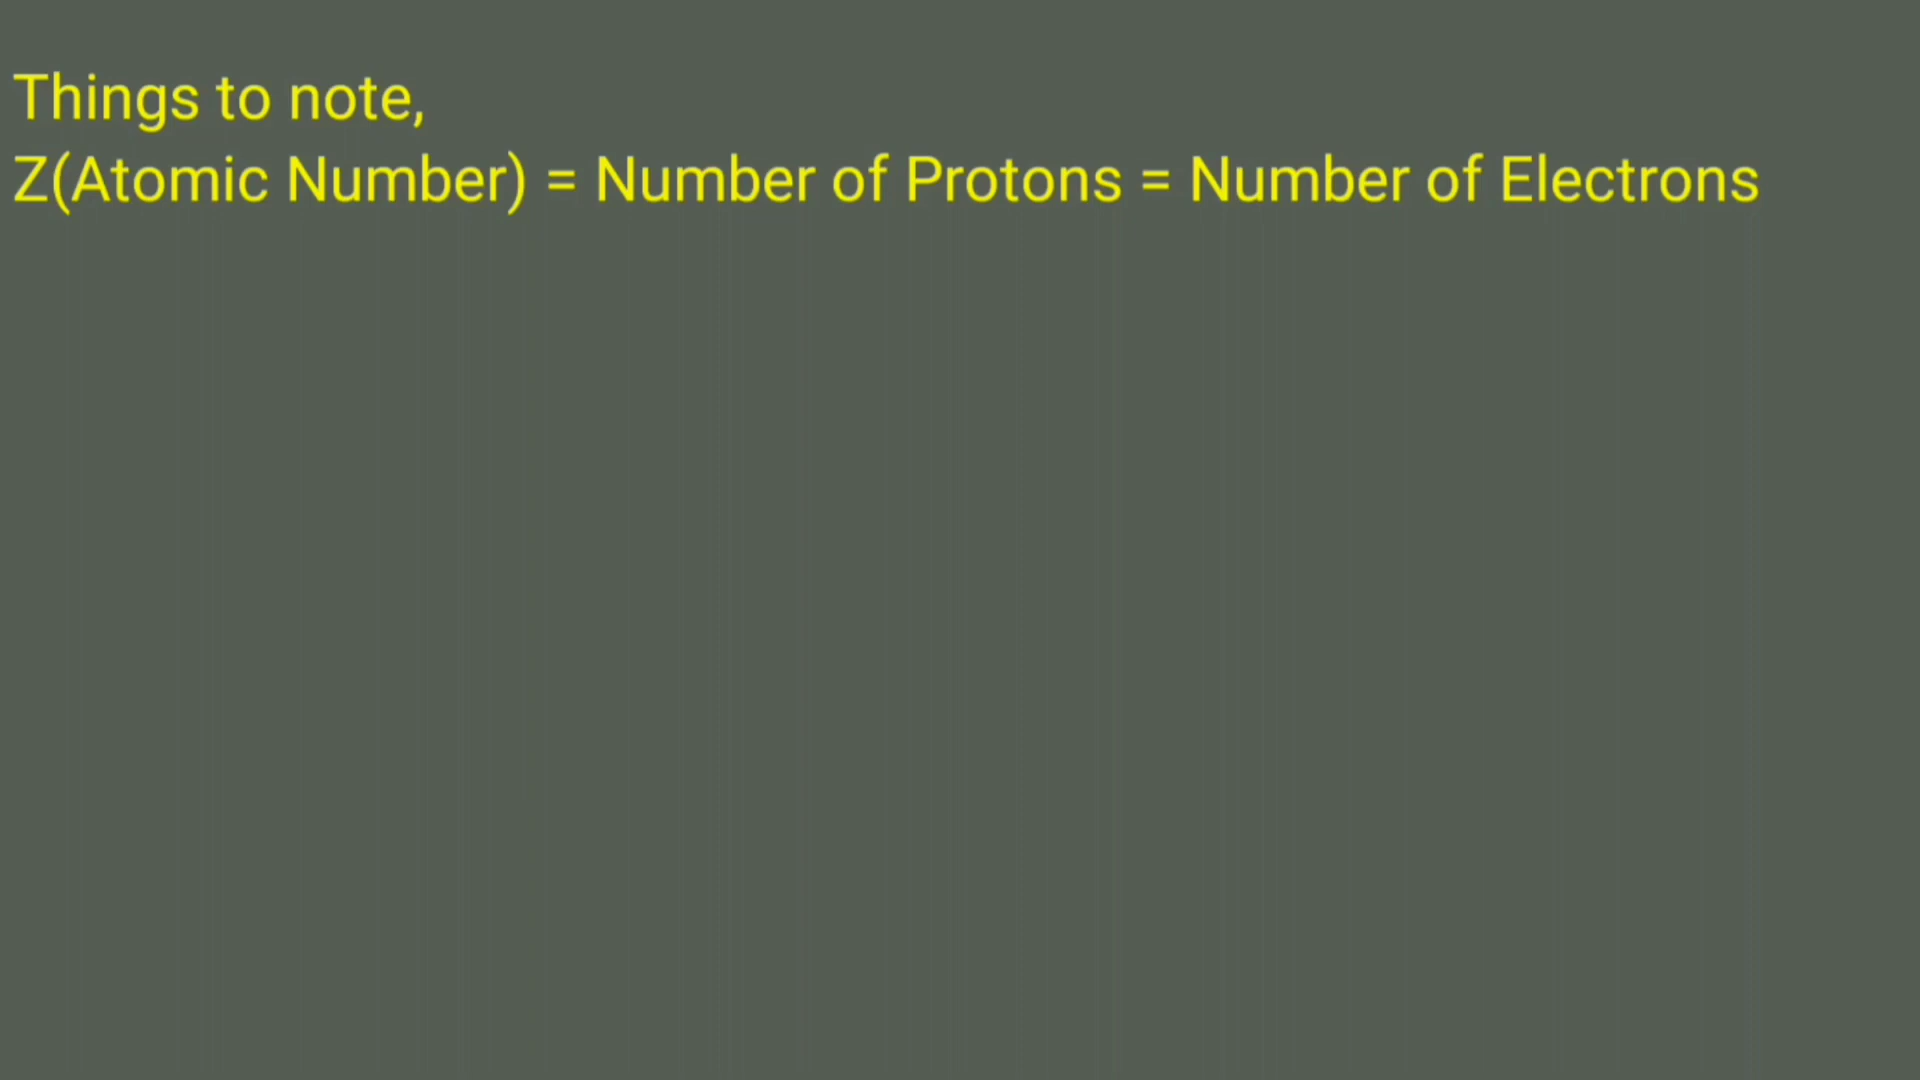 Things to note,
Z(Atomic Number) = Number of Protons = Number of Electrons